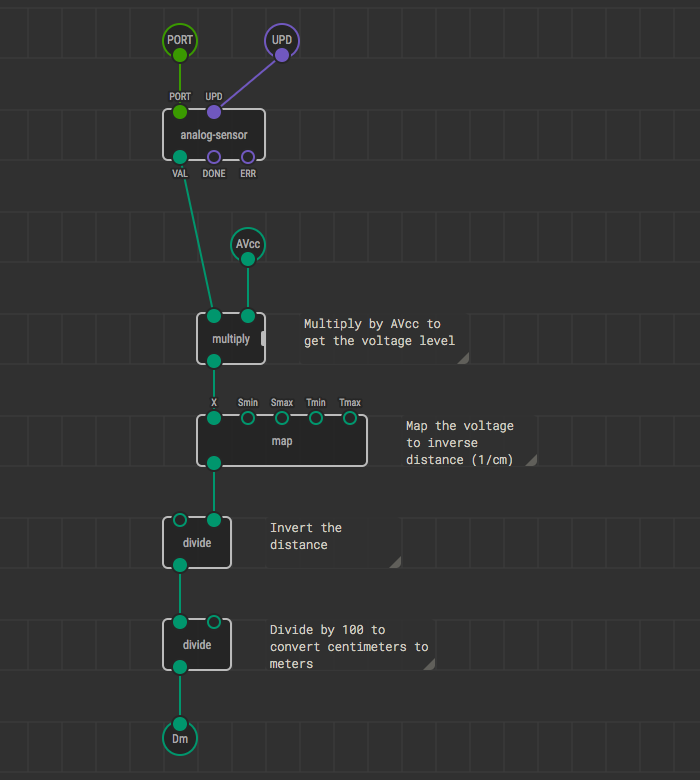 PORT UPD
PORT UPD
analog-sensor
VAL DONE ERR
AVcc
multiply
Multiply by AVcc to
get the voltage level
X Smin Smax Tmin Tmax
map
Map the voltage
to inverse
distance (1/cm)
divide
Invert the
distance
divide
Divide by 100 to
convert centimeters to
meters
Dm